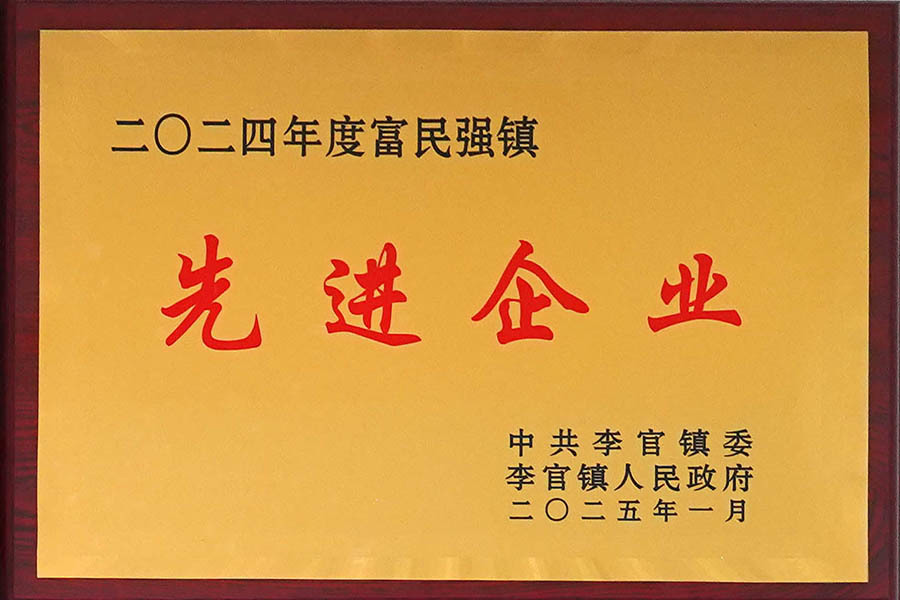 二〇二四年度富民强镇
先进企业
中共李官镇委
李官镇人民政府
二〇二五年一月